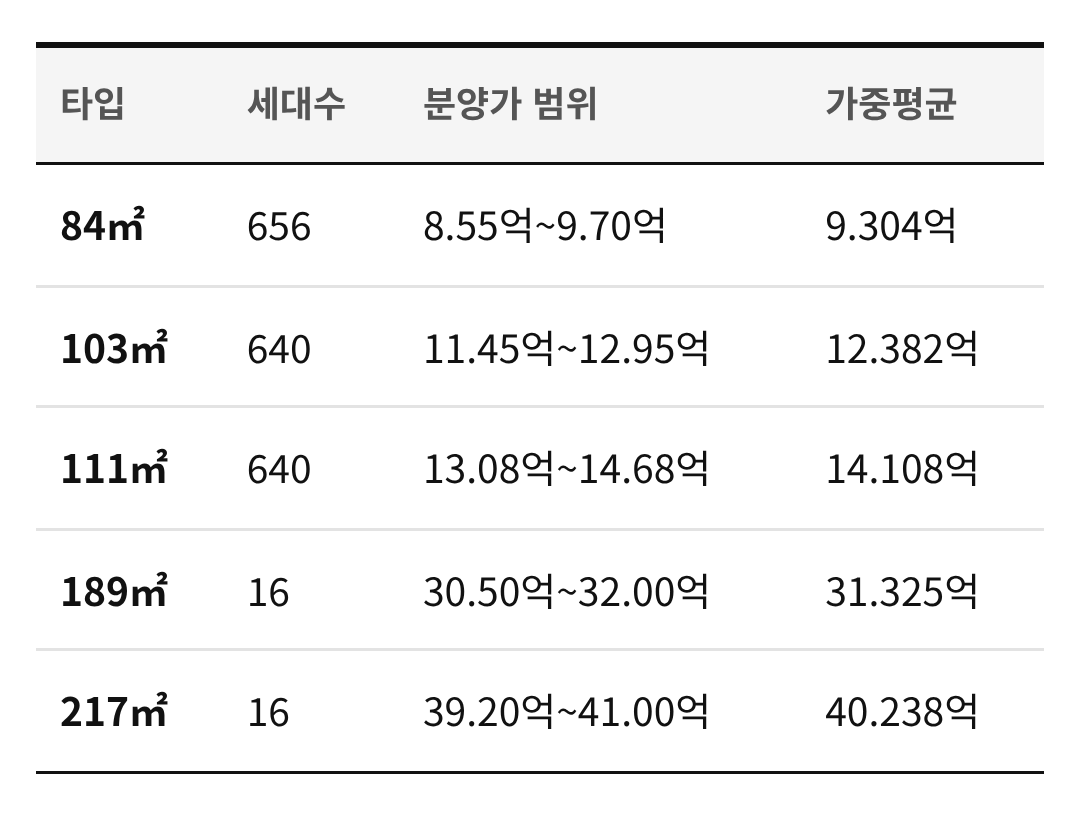 타입 세대수 분양가 범위 가중평균
84㎡ 656 8.55억~9.70억 9.304억
103㎡ 640 11.45억~12.95억 12.382억
111㎡ 640 13.08억~14.68억 14.108억
189㎡ 16 30.50억~32.00억 31.325억
217㎡ 16 39.20억~41.00억 40.238억